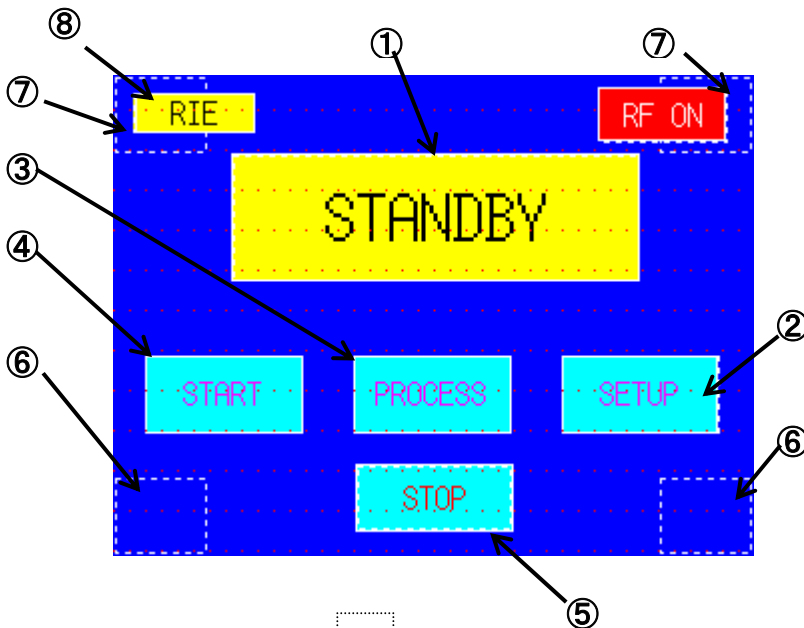 ⑧ ① ⑦
⑦ RIE RF ON
③ STANDBY
④
②
⑥ START PROCESS SETUP
⑥
STOP
⑤